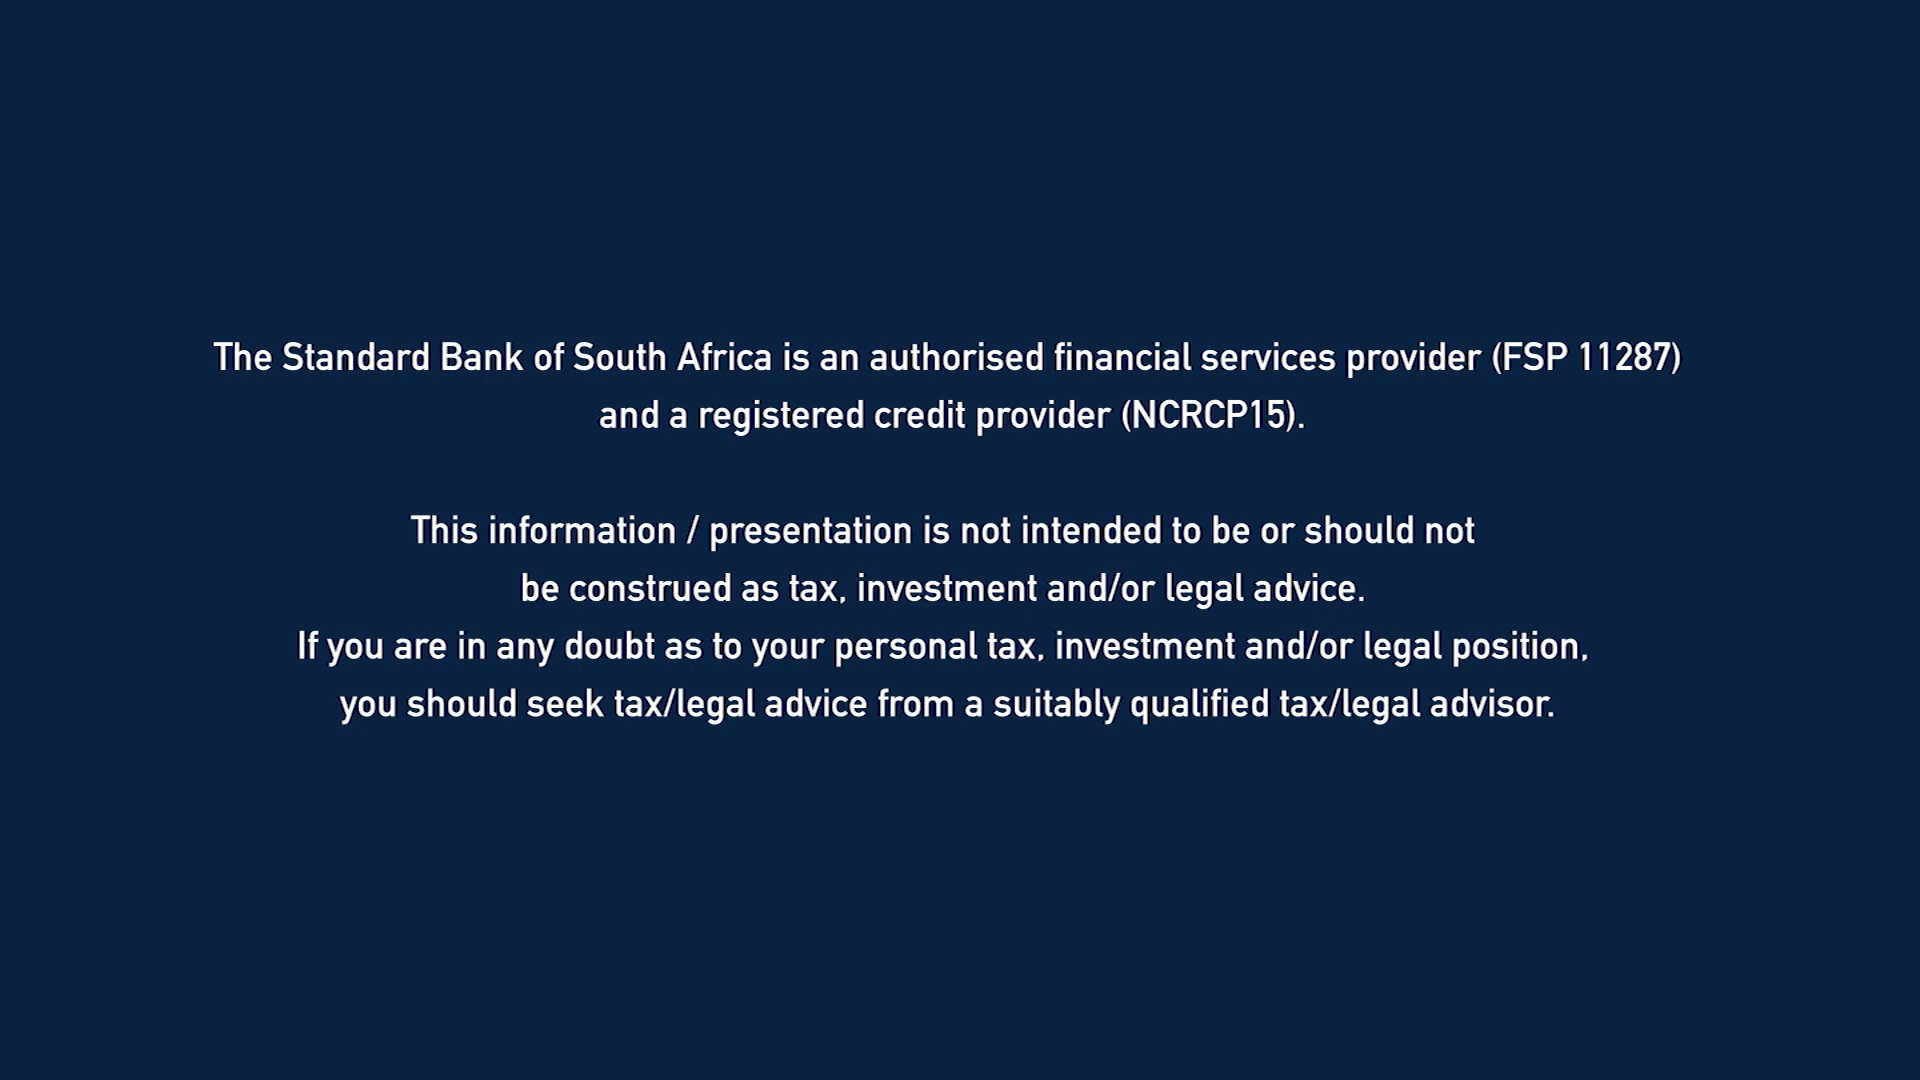 The Standard Bank of South Africa is an authorised financial services provider (FSP 11287)
and a registered credit provider (NCRCP15).
This information / presentation is not intended to be or should not
be construed as tax, investment and/or legal advice.
If you are in any doubt as to your personal tax, investment and/or legal position,
you should seek tax/legal advice from a suitably qualified tax/legal advisor.